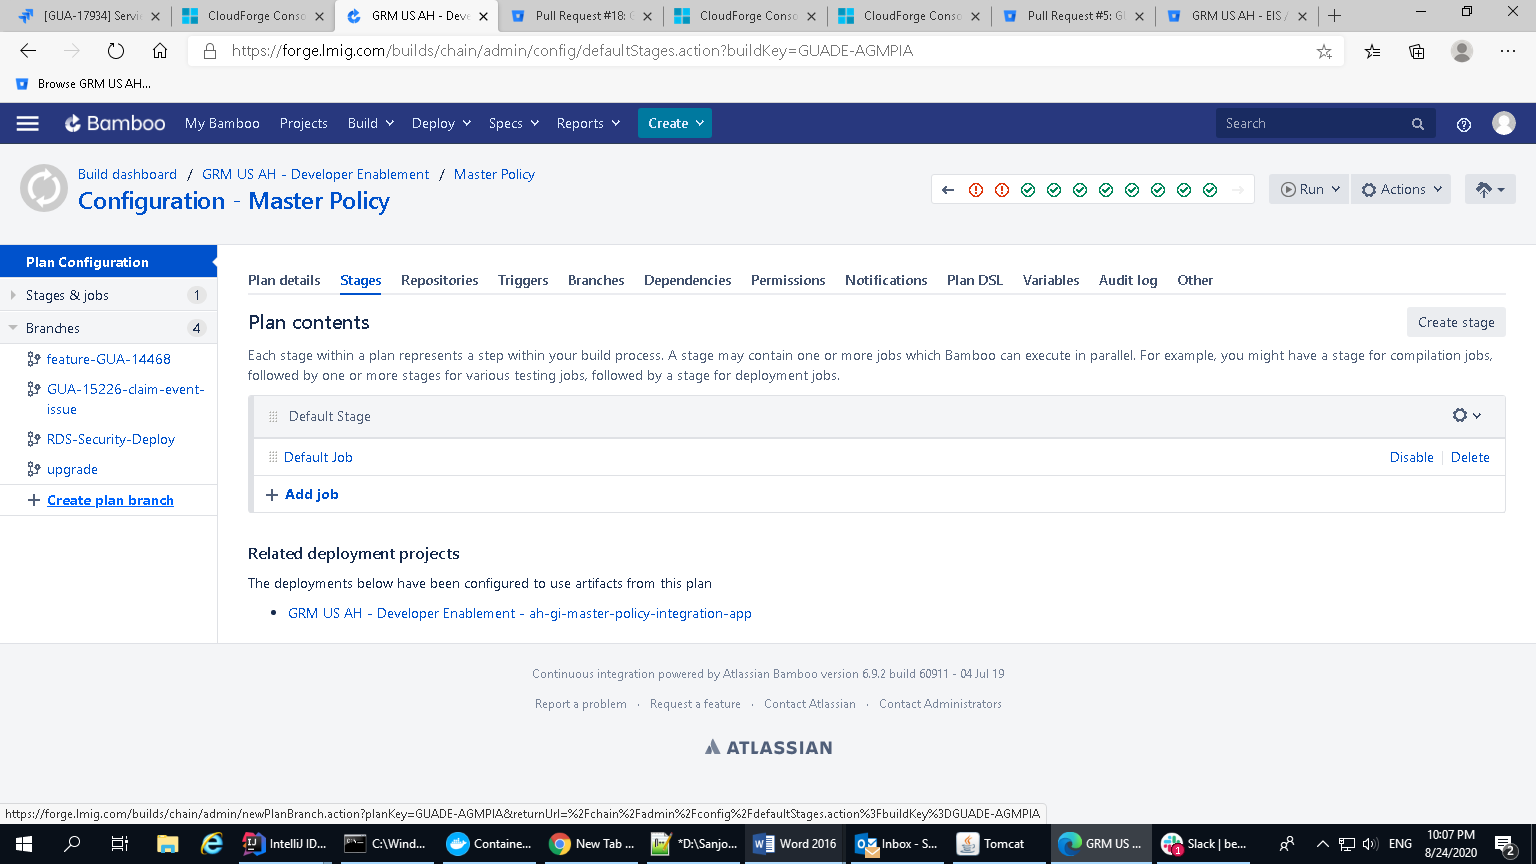 [GUA-17934] Servi
CloudForge Conso
GRM US AH - Deve
Pull Request #18: G
CloudForge Conso
CloudForge Conso
Pull Request #5: GU
GRM US AH - EIS /
https://forge.lmig.com/builds/chain/admin/config/defaultStages.action?buildKey=GUADE-AGMPIA
Browse GRM US AH...
Bamboo
My Bamboo
Projects
Build
Deploy
Specs
Reports
Create
Search
Build dashboard / GRM US AH - Developer Enablement / Master Policy
Configuration - Master Policy
Run
Actions
Plan Configuration
Stages & jobs 1
Branches 4
feature-GUA-14468
GUA-15226-claim-event-
issue
RDS-Security-Deploy
upgrade
Create plan branch
Plan details
Stages
Repositories
Triggers
Branches
Dependencies
Permissions
Notifications
Plan DSL
Variables
Audit log
Other
Plan contents
Create stage
Each stage within a plan represents a step within your build process. A stage may contain one or more jobs which Bamboo can execute in parallel. For example, you might have a stage for compilation jobs,
followed by one or more stages for various testing jobs, followed by a stage for deployment jobs.
Default Stage
Default Job
Disable
Delete
Add job
Related deployment projects
The deployments below have been configured to use artifacts from this plan
• GRM US AH - Developer Enablement - ah-gi-master-policy-integration-app
Continuous integration powered by Atlassian Bamboo version 6.9.2 build 60911 - 04 Jul 19
Report a problem · Request a feature · Contact Atlassian · Contact Administrators
ATLASSIAN
https://forge.lmig.com/builds/chain/admin/newPlanBranch.action?planKey=GUADE-AGMPIA&returnUrl=%2Fchain%2Fadmin%2Fconfig%2FdefaultStages.action%3FbuildKey%3DGUADE-AGMPIA
IntelliJ ID...
C:\Wind...
Containe...
New Tab ...
*D:\Sanjo...
Word 2016
Inbox - S...
Tomcat
GRM US ...
1
Slack | be...
ENG
10:07 PM
8/24/2020
2